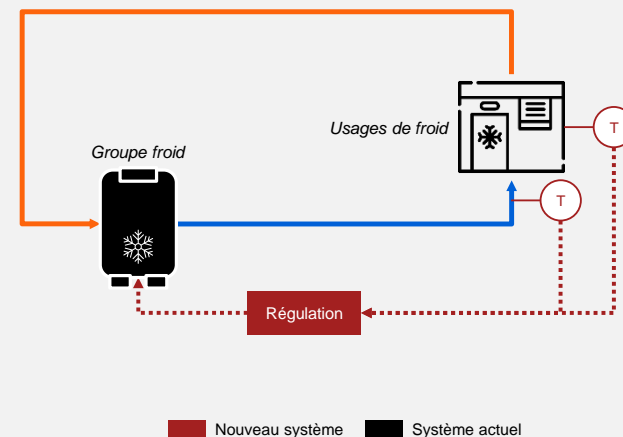 Usages de froid
T
Groupe froid
T
Régulation
Nouveau système
Système actuel